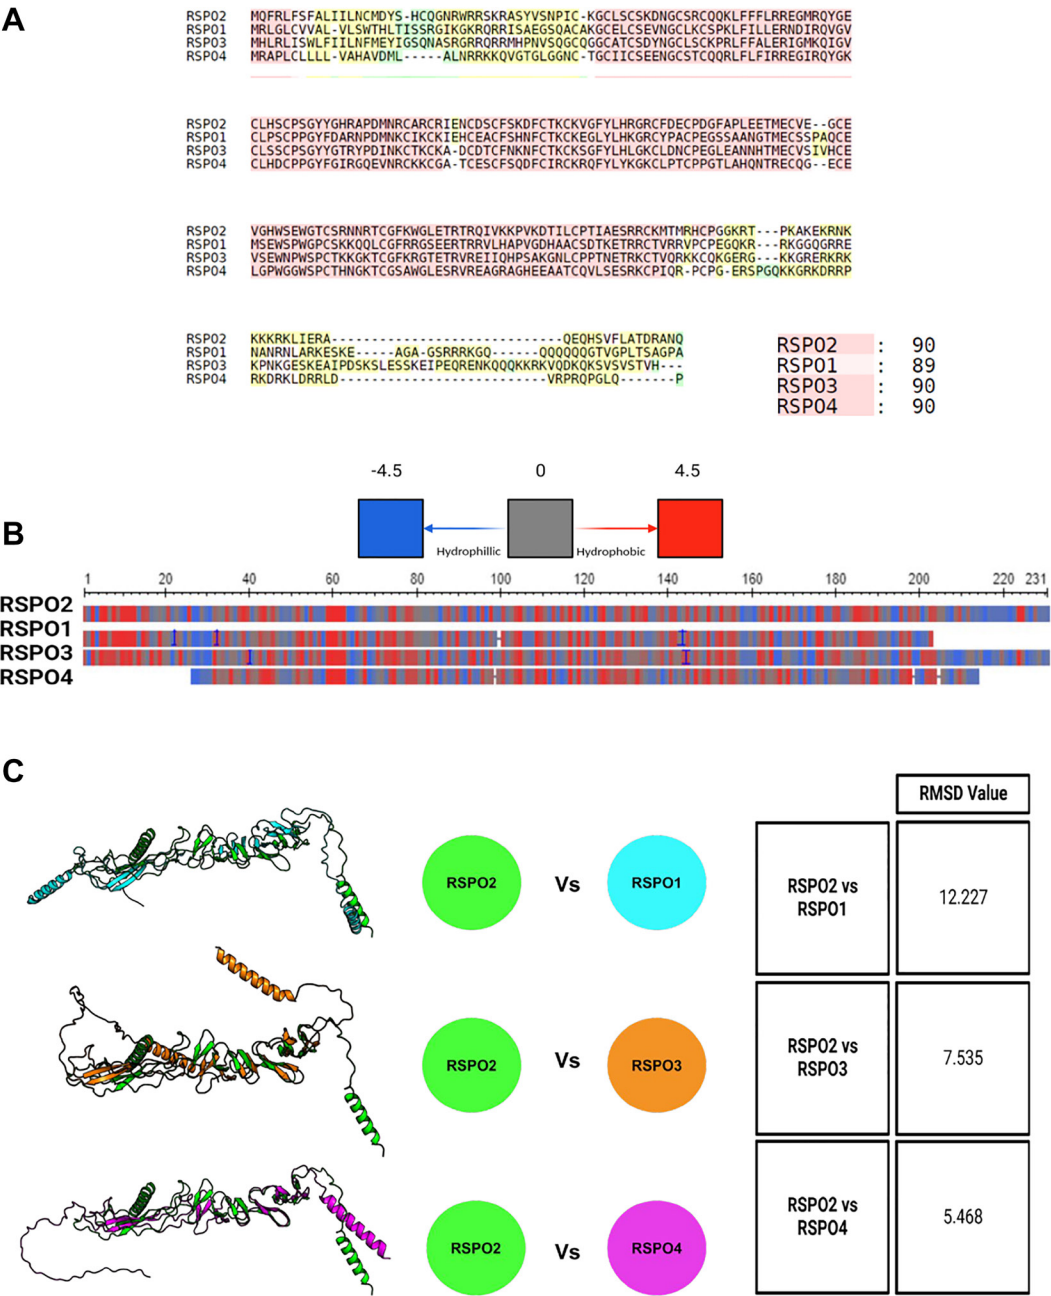 A
RSPO2 MQFRLFSFALIILNCMDYS-HCQGNRWRRSKRASYVSNPIC-KGCLSCSKDNGCSRCQQKLFFFLRREGMRQYGE
RSPO1 MRLGLCVVAL-VLSWTHLTISSRGIKGKRQRRISAEGSQACAKGCELCSEVNGCLKCSPKLFILLERNDIRQVGV
RSPO3 MHLRLISWLFIILNFMEYIGSQNASRGRRQRRMHPNVSQGCQGGCATCSDYNGCLSCKPRLFFALERIGMKQIGV
RSPO4 MRAPLCLLLL-VAHAVDML-----ALNRRKKQVGTGLGGNC-TGCIICSEENGCSTCQQRLFLFIRREGIRQYGK
RSPO2 CLHSCPSGYYGHRAPDMNRCARCRIENCDSCFSKDFCTKCKVGFYLHRGRCFDECPDGFAPLEETMECVE--GCE
RSPO1 CLPSCPPGYFDARNPDMNKCIKCKIEHCEACFSHNFCTKCKEGLYLHKGRCYPACPEGSSAANGTMECSSPAQCE
RSPO3 CLSSCPSGYYGTRYPDINKCTKCKA-DCDTCFNKNFCTKCKSGFYLHLGKCLDNCPEGLEANNHTMECVSIVHCE
RSPO4 CLHDCPPGYFGIRGQEVNRCKKCGA-TCESCFSQDFCIRCKRQFYLYKGKCLPTCPPGTLAHQNTRECQG--ECE
RSPO2 VGHWSEWGTCSRNNRTCGFKWGLETRTRQIVKKPVKDTILCPTIAESRRCKMTMRHCPGGKRT---PKAKEKRNK
RSPO1 MSEWSPWGPCSKKQQLCGFRRGSEERTRRVLHAPVGDHAACSDTKETRRCTVRRVPCPEGQKR---RKGGQGRRE
RSPO3 VSEWNPWSPCTKKGKTCGFKRGTETRVREIIQHPSAKGNLCPPTNETRKCTVQRKKCQKGERG---KKGRERKRK
RSPO4 LGPWGGWSPCTHNGKTCGSAWGLESRVREAGRAGHEEAATCQVLSESRKCPIQR-PCPG-ERSPGQKKGRKDRRP
RSPO2 KKKRKLIERA--------------------------QEQHSVFLATDRANQ
RSPO1 NANRNLARKESKE----AGA-GSRRRKGQ-----QQQQQQGTVGPLTSAGPA
RSPO3 KPNKGESKEAIPDSKSLESSKEIPEQRENKQQQKKRKVQDKQKSVSVSTVH---
RSPO4 RKDRKLDRRLD-----------------------VRPRQPGLQ-------P
RSPO2 : 90
RSPO1 : 89
RSPO3 : 90
RSPO4 : 90
B
-4.5 0 4.5
Hydrophillic Hydrophobic
1 20 40 60 80 100 120 140 160 180 200 220 231
RSPO2
RSPO1
RSPO3
RSPO4
C
RMSD Value
RSPO2 Vs RSPO1
RSPO2 vs
RSPO1
12.227
RSPO2 Vs RSPO3
RSPO2 vs
RSPO3
7.535
RSPO2 Vs RSPO4
RSPO2 vs
RSPO4
5.468